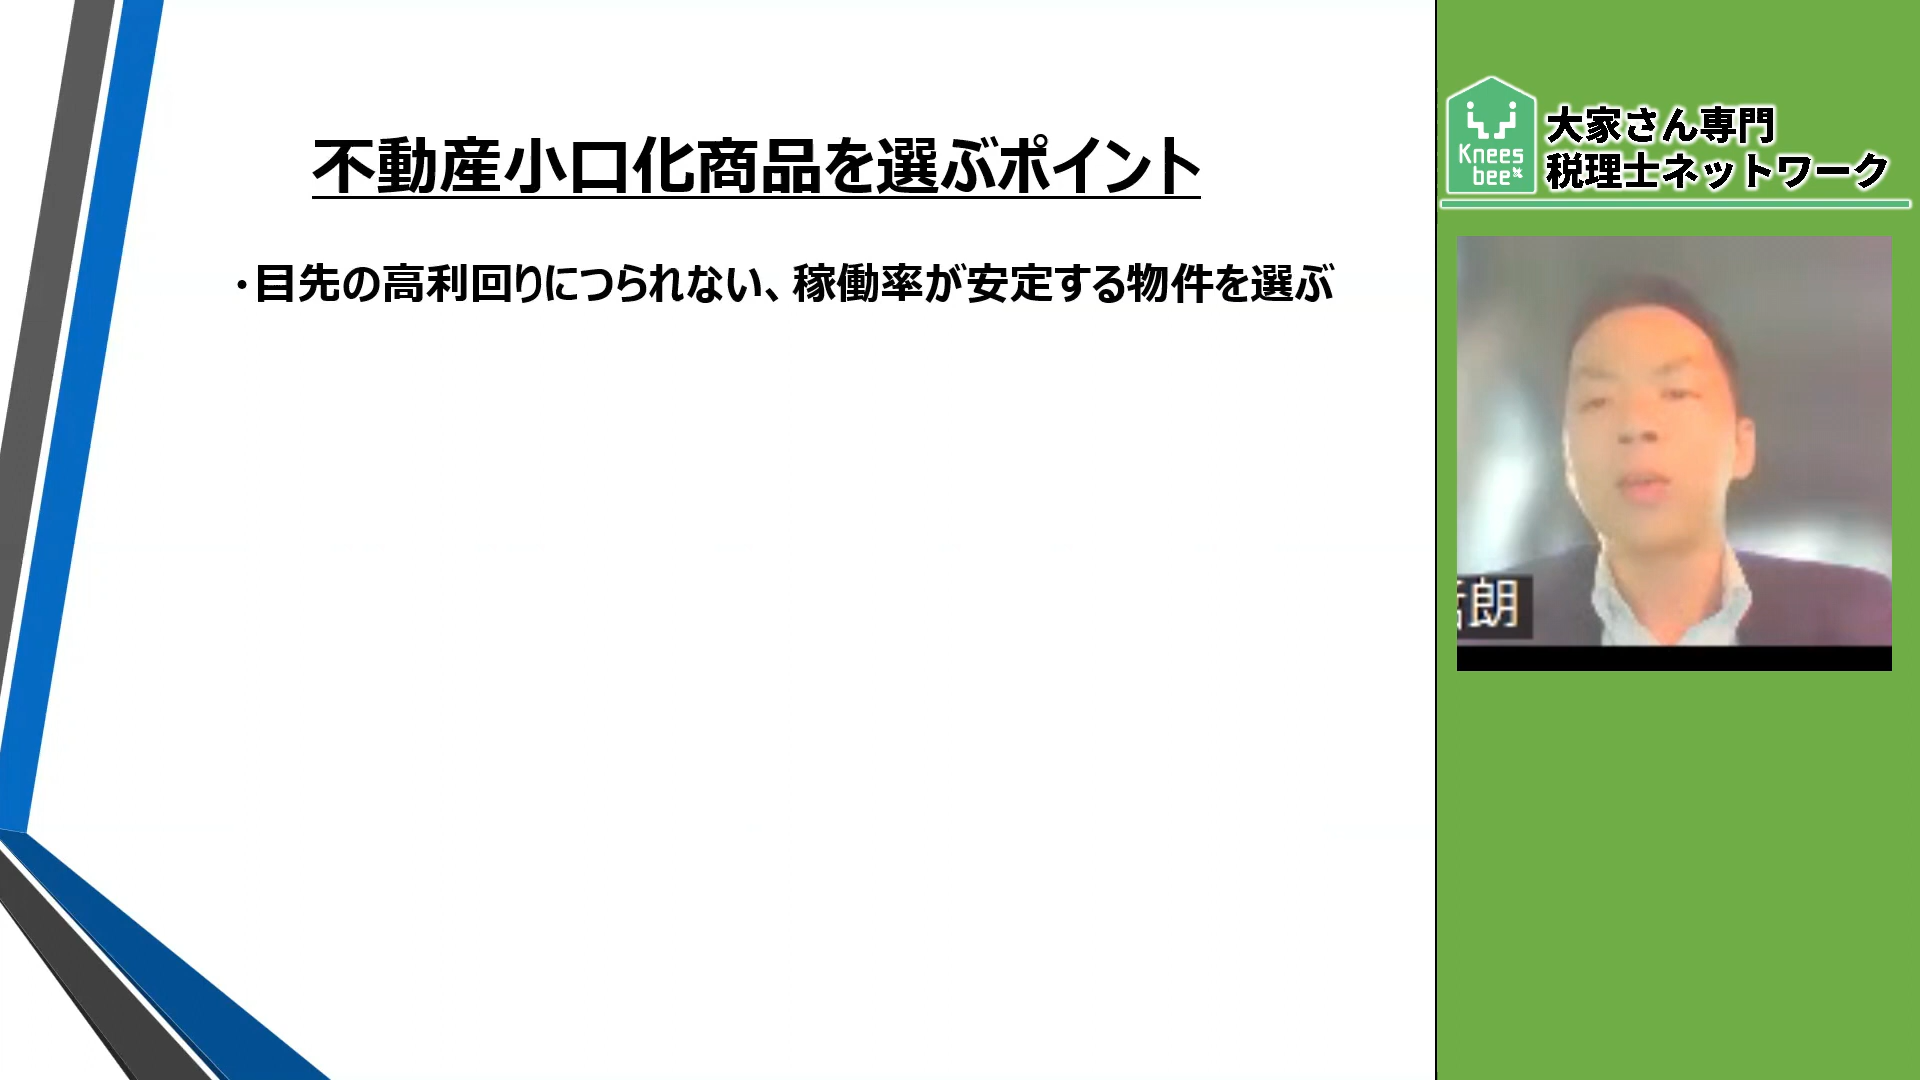 不動産小口化商品を選ぶポイント
・目先の高利回りにつられない、稼働率が安定する物件を選ぶ
Knees
bee
大家さん専門
税理士ネットワーク
朗